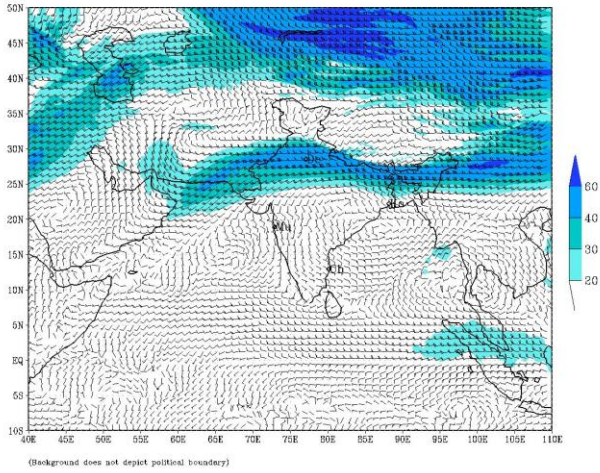 50N
45N
40N
35N
30N
25N
20N
15N
10N
5N
EQ
5S
10S
40E 45E 50E 55E 60E 65E 70E 75E 80E 85E 90E 95E 100E 105E 110E
60
40
30
20
Mu
Ch
(Background does not depict political boundary)